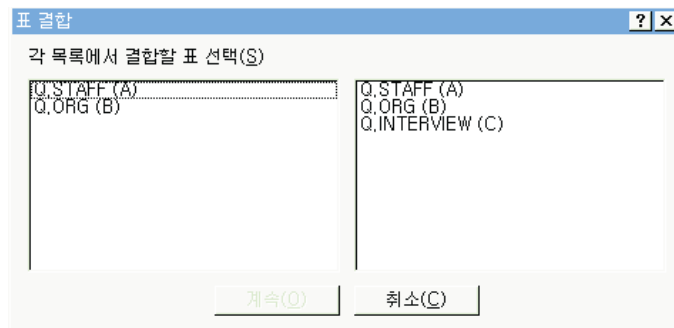 표 결합
각 목록에서 결합할 표 선택(S)
Q.STAFF (A)
Q.ORG (B)
Q.STAFF (A)
Q.ORG (B)
Q.INTERVIEW (C)
계속(O)
취소(C)